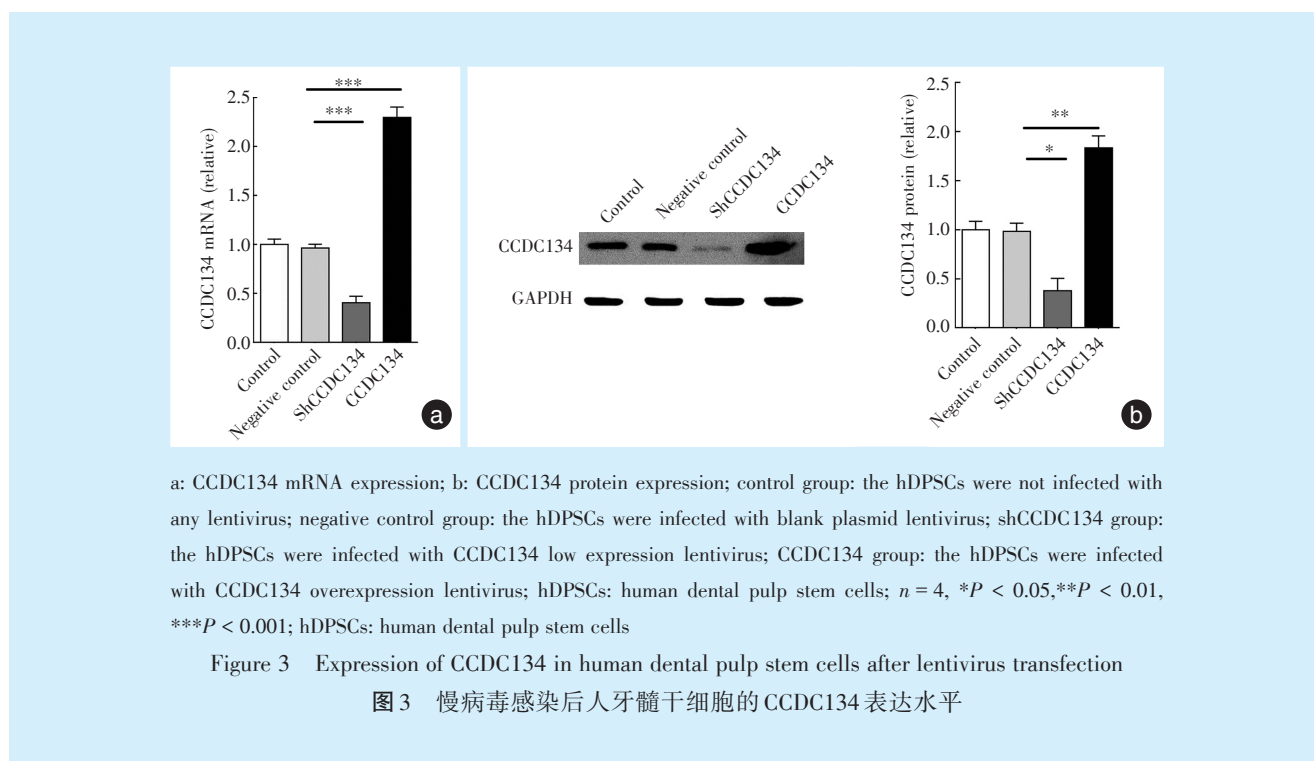 ***
***
2.5
2.0
1.5
1.0
0.5
0.0
CCDC134 mRNA (relative)
Control
Negative control
ShCCDC134
CCDC134
a
Control
Negative control
ShCCDC134
CCDC134
CCDC134
GAPDH
**
*
2.5
2.0
1.5
1.0
0.5
0.0
CCDC134 protein (relative)
Control
Negative control
ShCCDC134
CCDC134
b
a: CCDC134 mRNA expression; b: CCDC134 protein expression; control group: the hDPSCs were not infected with
any lentivirus; negative control group: the hDPSCs were infected with blank plasmid lentivirus; shCCDC134 group:
the hDPSCs were infected with CCDC134 low expression lentivirus; CCDC134 group: the hDPSCs were infected
with CCDC134 overexpression lentivirus; hDPSCs: human dental pulp stem cells; n = 4, *P < 0.05,**P < 0.01,
***P < 0.001; hDPSCs: human dental pulp stem cells
Figure 3 Expression of CCDC134 in human dental pulp stem cells after lentivirus transfection
图3 慢病毒感染后人牙髓干细胞的CCDC134表达水平